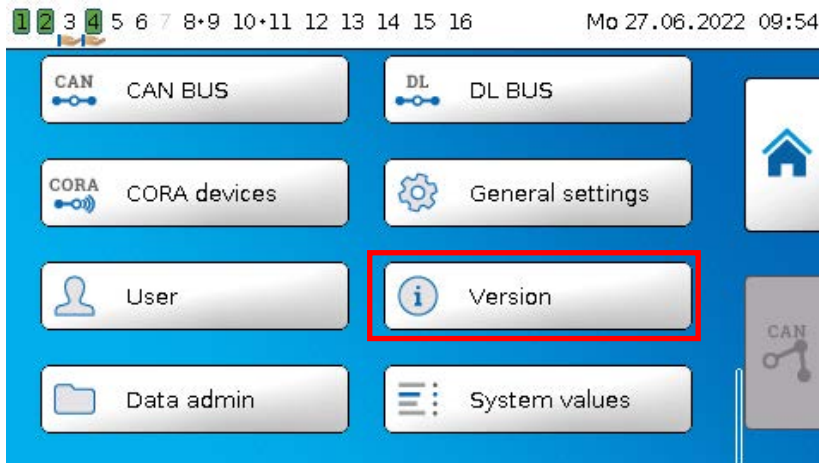 1 2 3 4 5 6 7 8+9 10+11 12 13 14 15 16 Mo 27.06.2022 09:54
CAN CAN BUS DL DL BUS
CORA CORA devices General settings
User i Version
CAN
Data admin System values